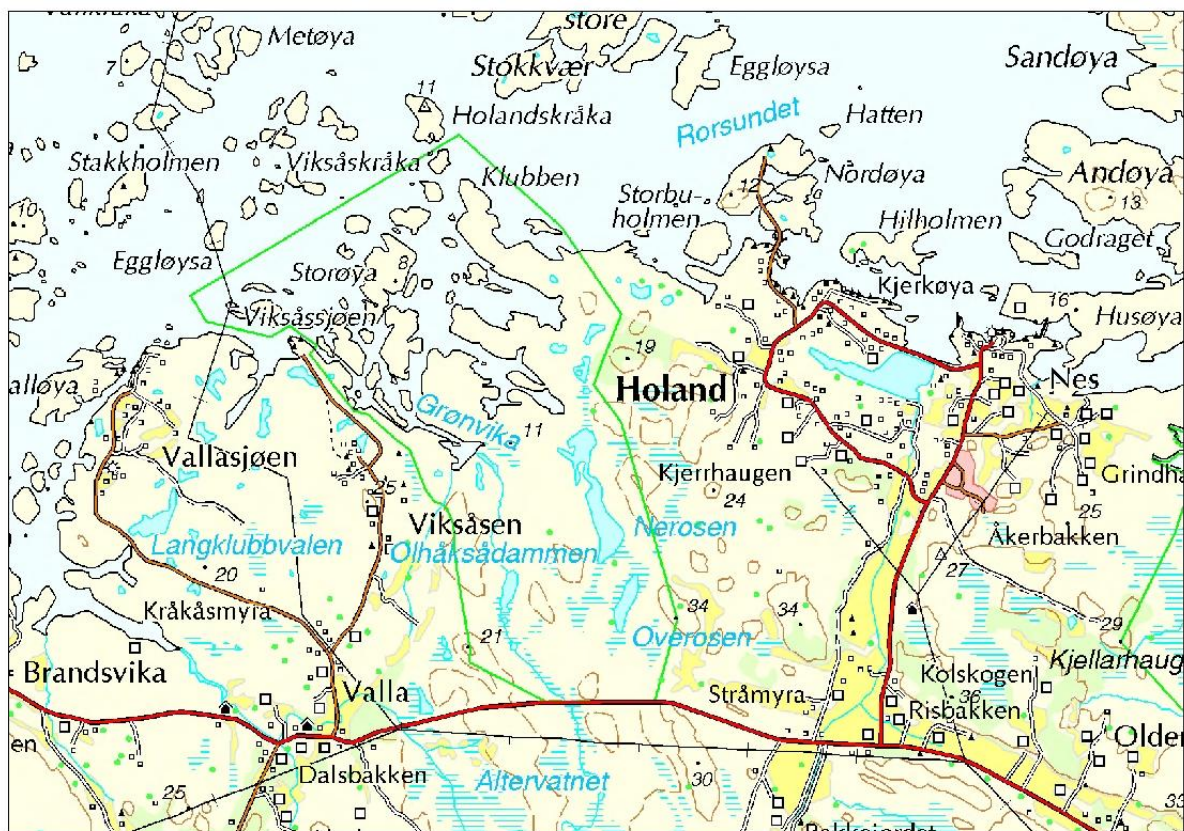 store
Metøya
7
Stokkvær
Eggløysa
Sandøya
11
Holandskråka
Rorsundet
Hatten
Stakkholmen
Viksåskråka
Klubben
12
Nordøya
Andøya
Storbu-
holmen
13
10
Hilholmen
Godraget
Eggløysa
Storøya
8
Kjerkøya
16
Viksåssjøen
Husøya
19
Holand
Nes
Grønvika
11
Vallasjøen
Kjerrhaugen
24
25
Viksåsen
Nerosen
25
Langklubbvalen
Olhåksådammen
Åkerbakken
20
27
Kråkåsmyra
34
34
29
21
Overosen
Brandsvika
Kolskogen
Valla
Stråmyra
36
Risbakken
Dalsbakken
Altervatnet
30
25
33